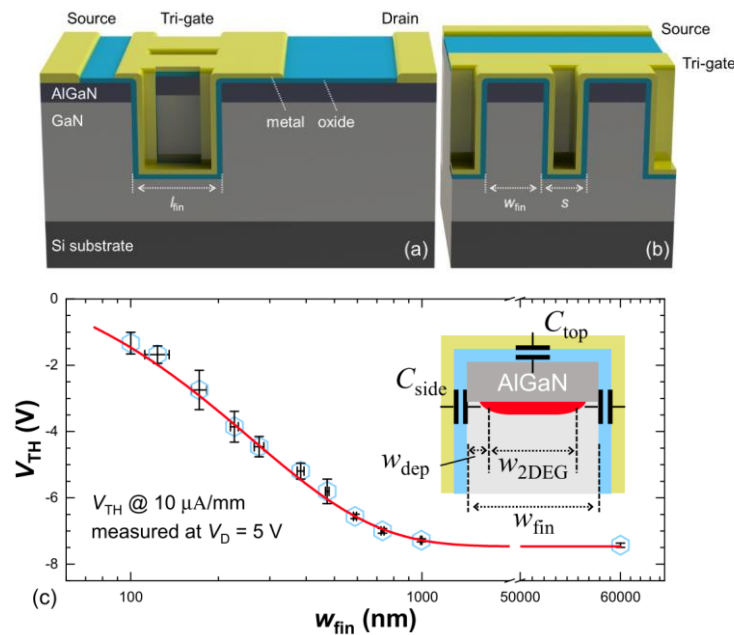 Source Tri-gate Drain
AlGaN
GaN
metal oxide
l_fin
Si substrate
(a)
Source
Tri-gate
w_fin s
(b)
0
-2
-4
-6
-8
V_TH (V)
V_TH @ 10 μA/mm
measured at V_D = 5 V
C_top
AlGaN
C_side
w_dep w_2DEG
w_fin
100 1000 50000 60000
(c) w_fin (nm)